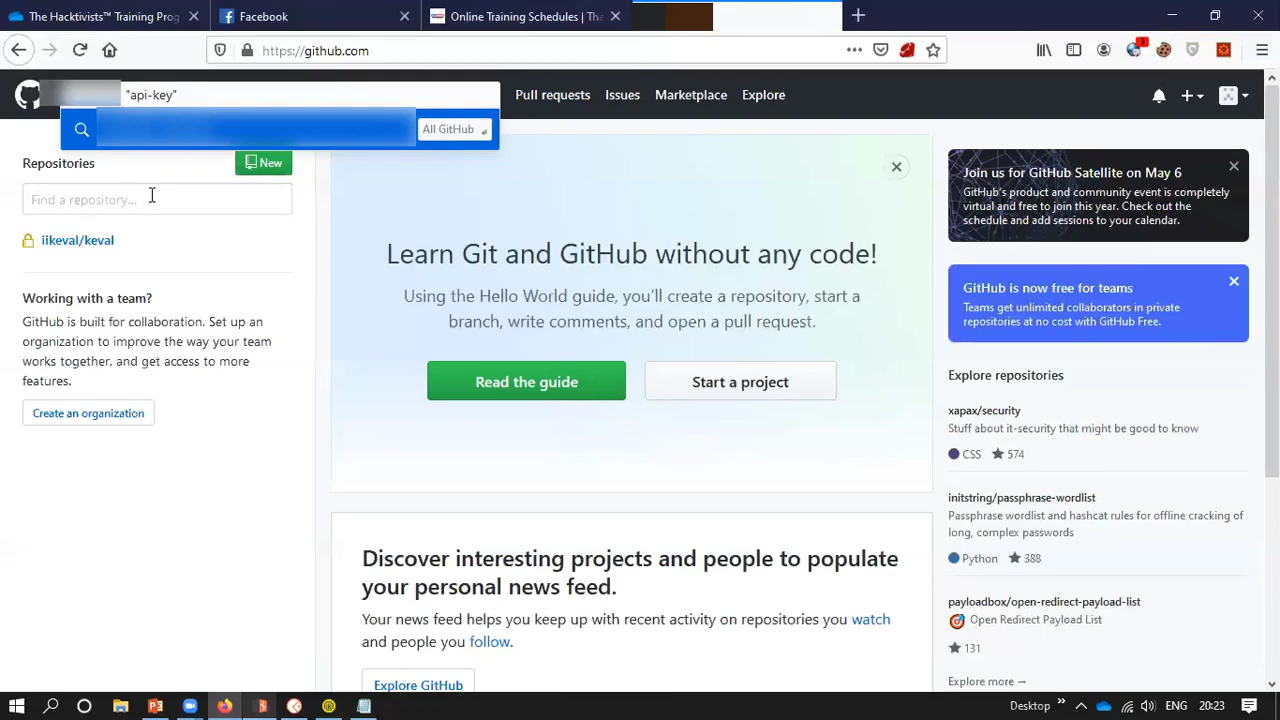 The Hacktivists™ Training Prog
Facebook
Online Training Schedules | Tha
https://github.com
3
"api-key"
Pull requests
Issues
Marketplace
Explore
All GitHub
Repositories
New
Find a repository...
iikeval/keval
Working with a team?
GitHub is built for collaboration. Set up an
organization to improve the way your team
works together, and get access to more
features.
Create an organization
Learn Git and GitHub without any code!
Using the Hello World guide, you’ll create a repository, start a
branch, write comments, and open a pull request.
Read the guide
Start a project
Discover interesting projects and people to populate
your personal news feed.
Your news feed helps you keep up with recent activity on repositories you watch
and people you follow.
Explore GitHub
Join us for GitHub Satellite on May 6
GitHub’s product and community event is completely
virtual and free to join this year. Check out the
schedule and add sessions to your calendar.
GitHub is now free for teams
Teams get unlimited collaborators in private
repositories at no cost with GitHub Free.
Explore repositories
xapax/security
Stuff about it-security that might be good to know
CSS 574
initstring/passphrase-wordlist
Passphrase wordlist and hashcat rules for offline cracking of
long, complex passwords
Python 388
payloadbox/open-redirect-payload-list
Open Redirect Payload List
131
Explore more →
Desktop
ENG
20:23